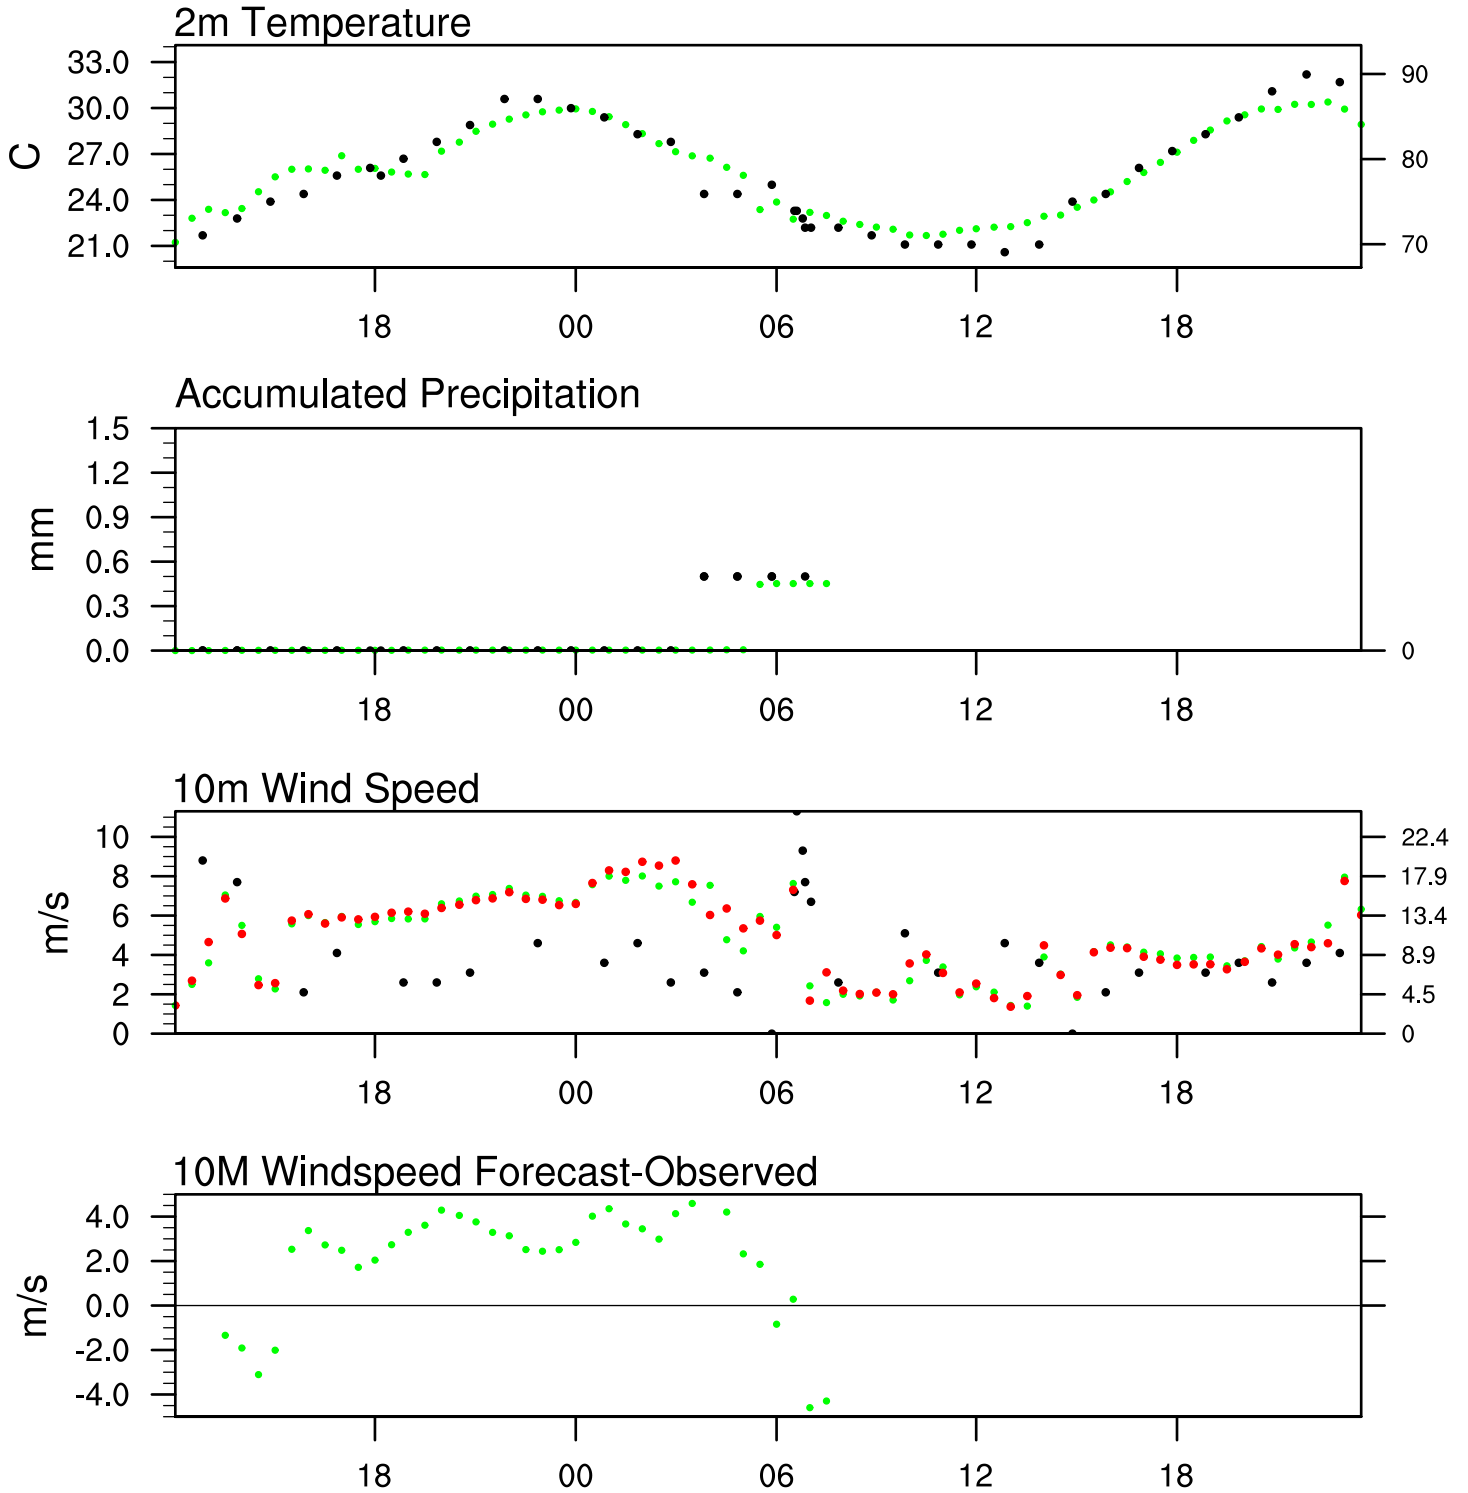 2m Temperature
33.0
30.0
27.0
24.0
21.0
C
90
80
70
18 00 06 12 18
Accumulated Precipitation
1.5
1.2
0.9
0.6
0.3
0.0
mm
0
18 00 06 12 18
10m Wind Speed
10
8
6
4
2
0
m/s
22.4
17.9
13.4
8.9
4.5
0
18 00 06 12 18
10M Windspeed Forecast-Observed
4.0
2.0
0.0
-2.0
-4.0
m/s
18 00 06 12 18